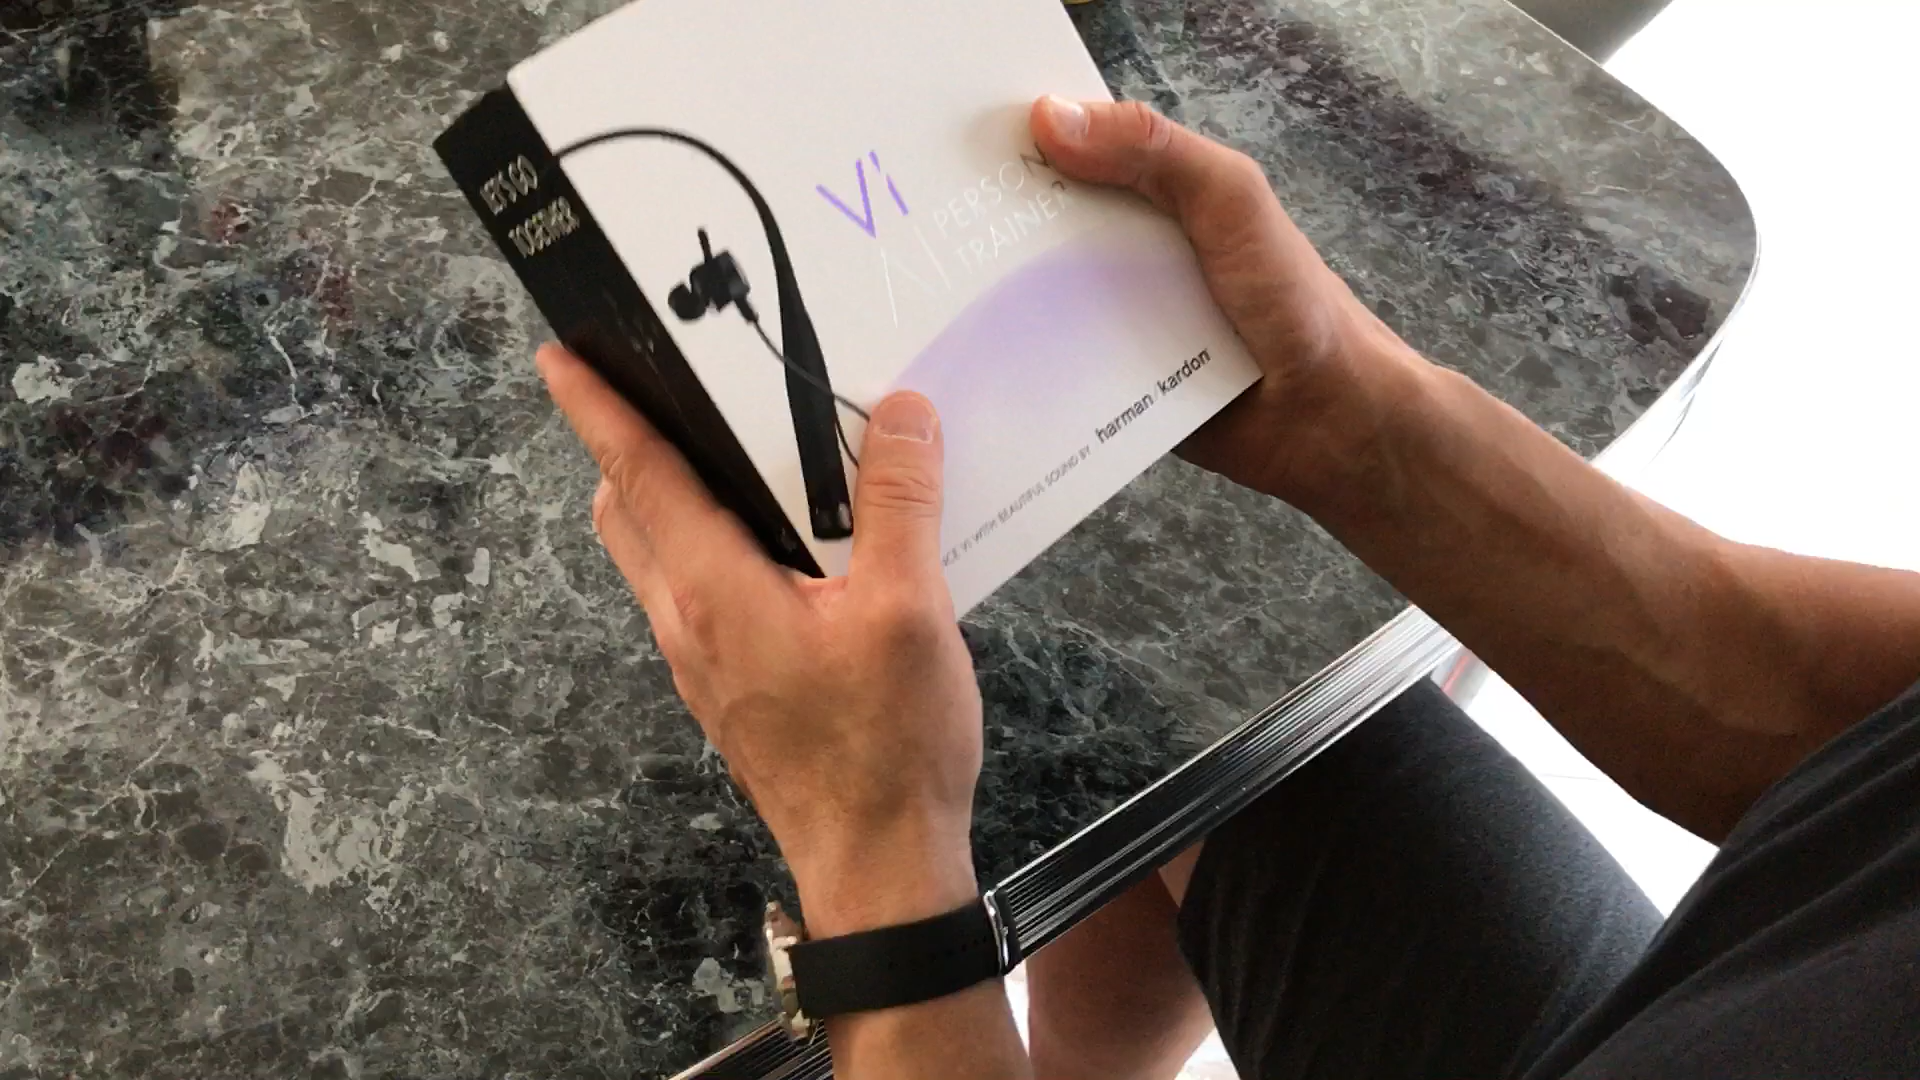 LET'S GO
TOGETHER
Vi
AI
PERSON
TRAINER
VI WITH BEAUTIFUL SOUND BY harman/kardon